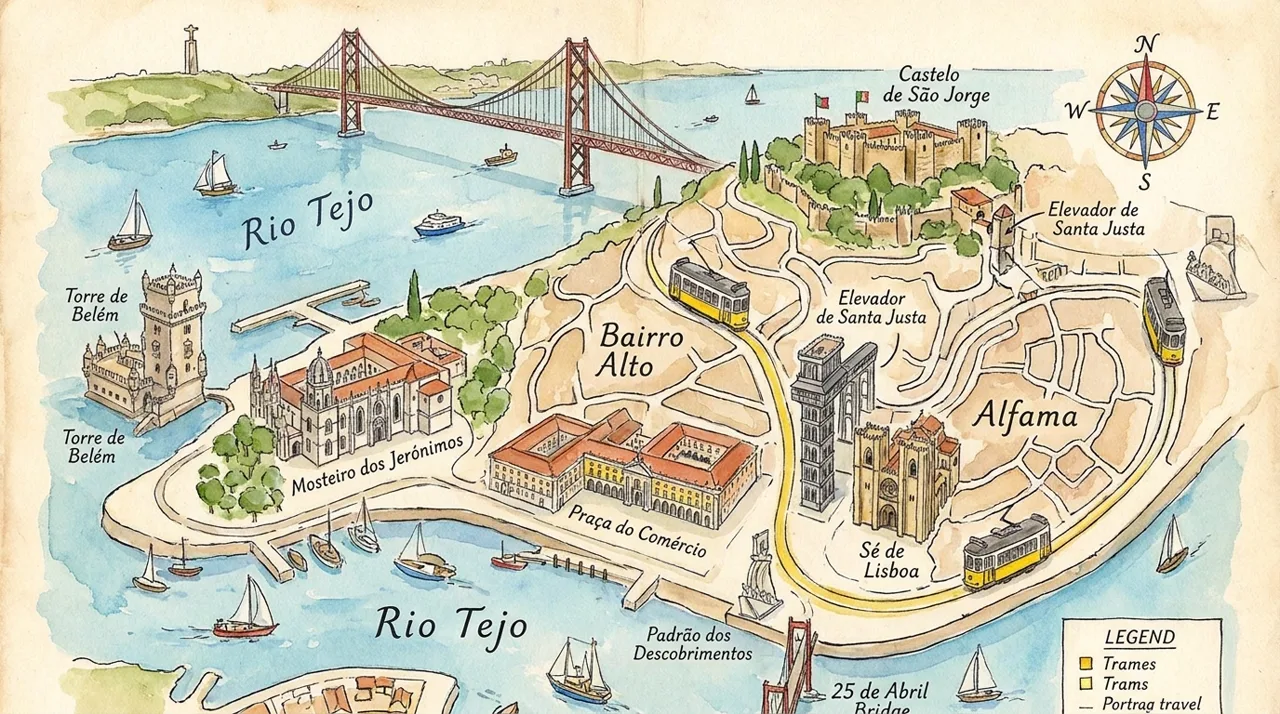 N
W
E
S
Castelo
de São Jorge
Elevador de
Santa Justa
Rio Tejo
Torre de
Belém
Elevador
de Santa Justa
Bairro
Alto
Alfama
Torre de
Belém
Mosteiro dos Jerónimos
Praça do Comércio
Sé de
Lisboa
Rio Tejo
Padrão dos
Descobrimentos
25 de Abril
Bridge
LEGEND
Trames
Trams
Portrag travel